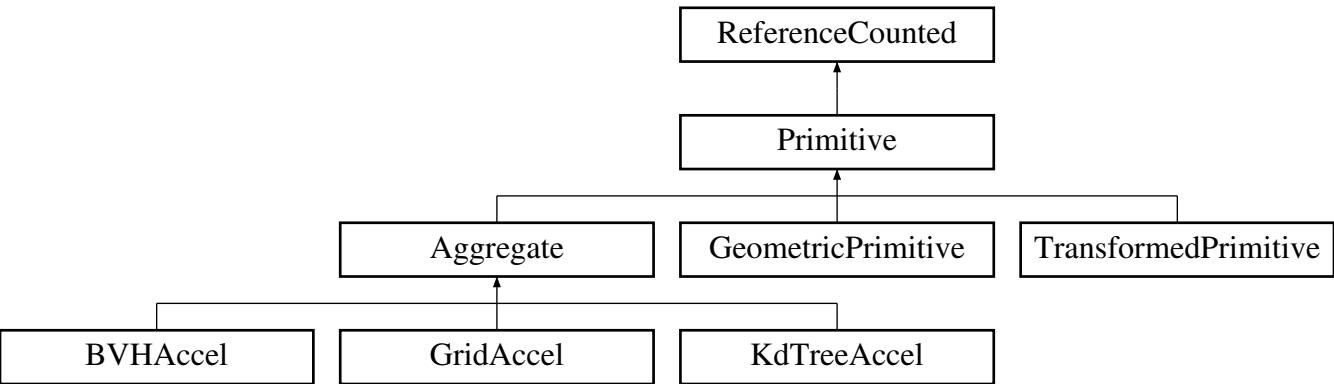 ReferenceCounted
Primitive
Aggregate GeometricPrimitive TransformedPrimitive
BVHAccel GridAccel KdTreeAccel